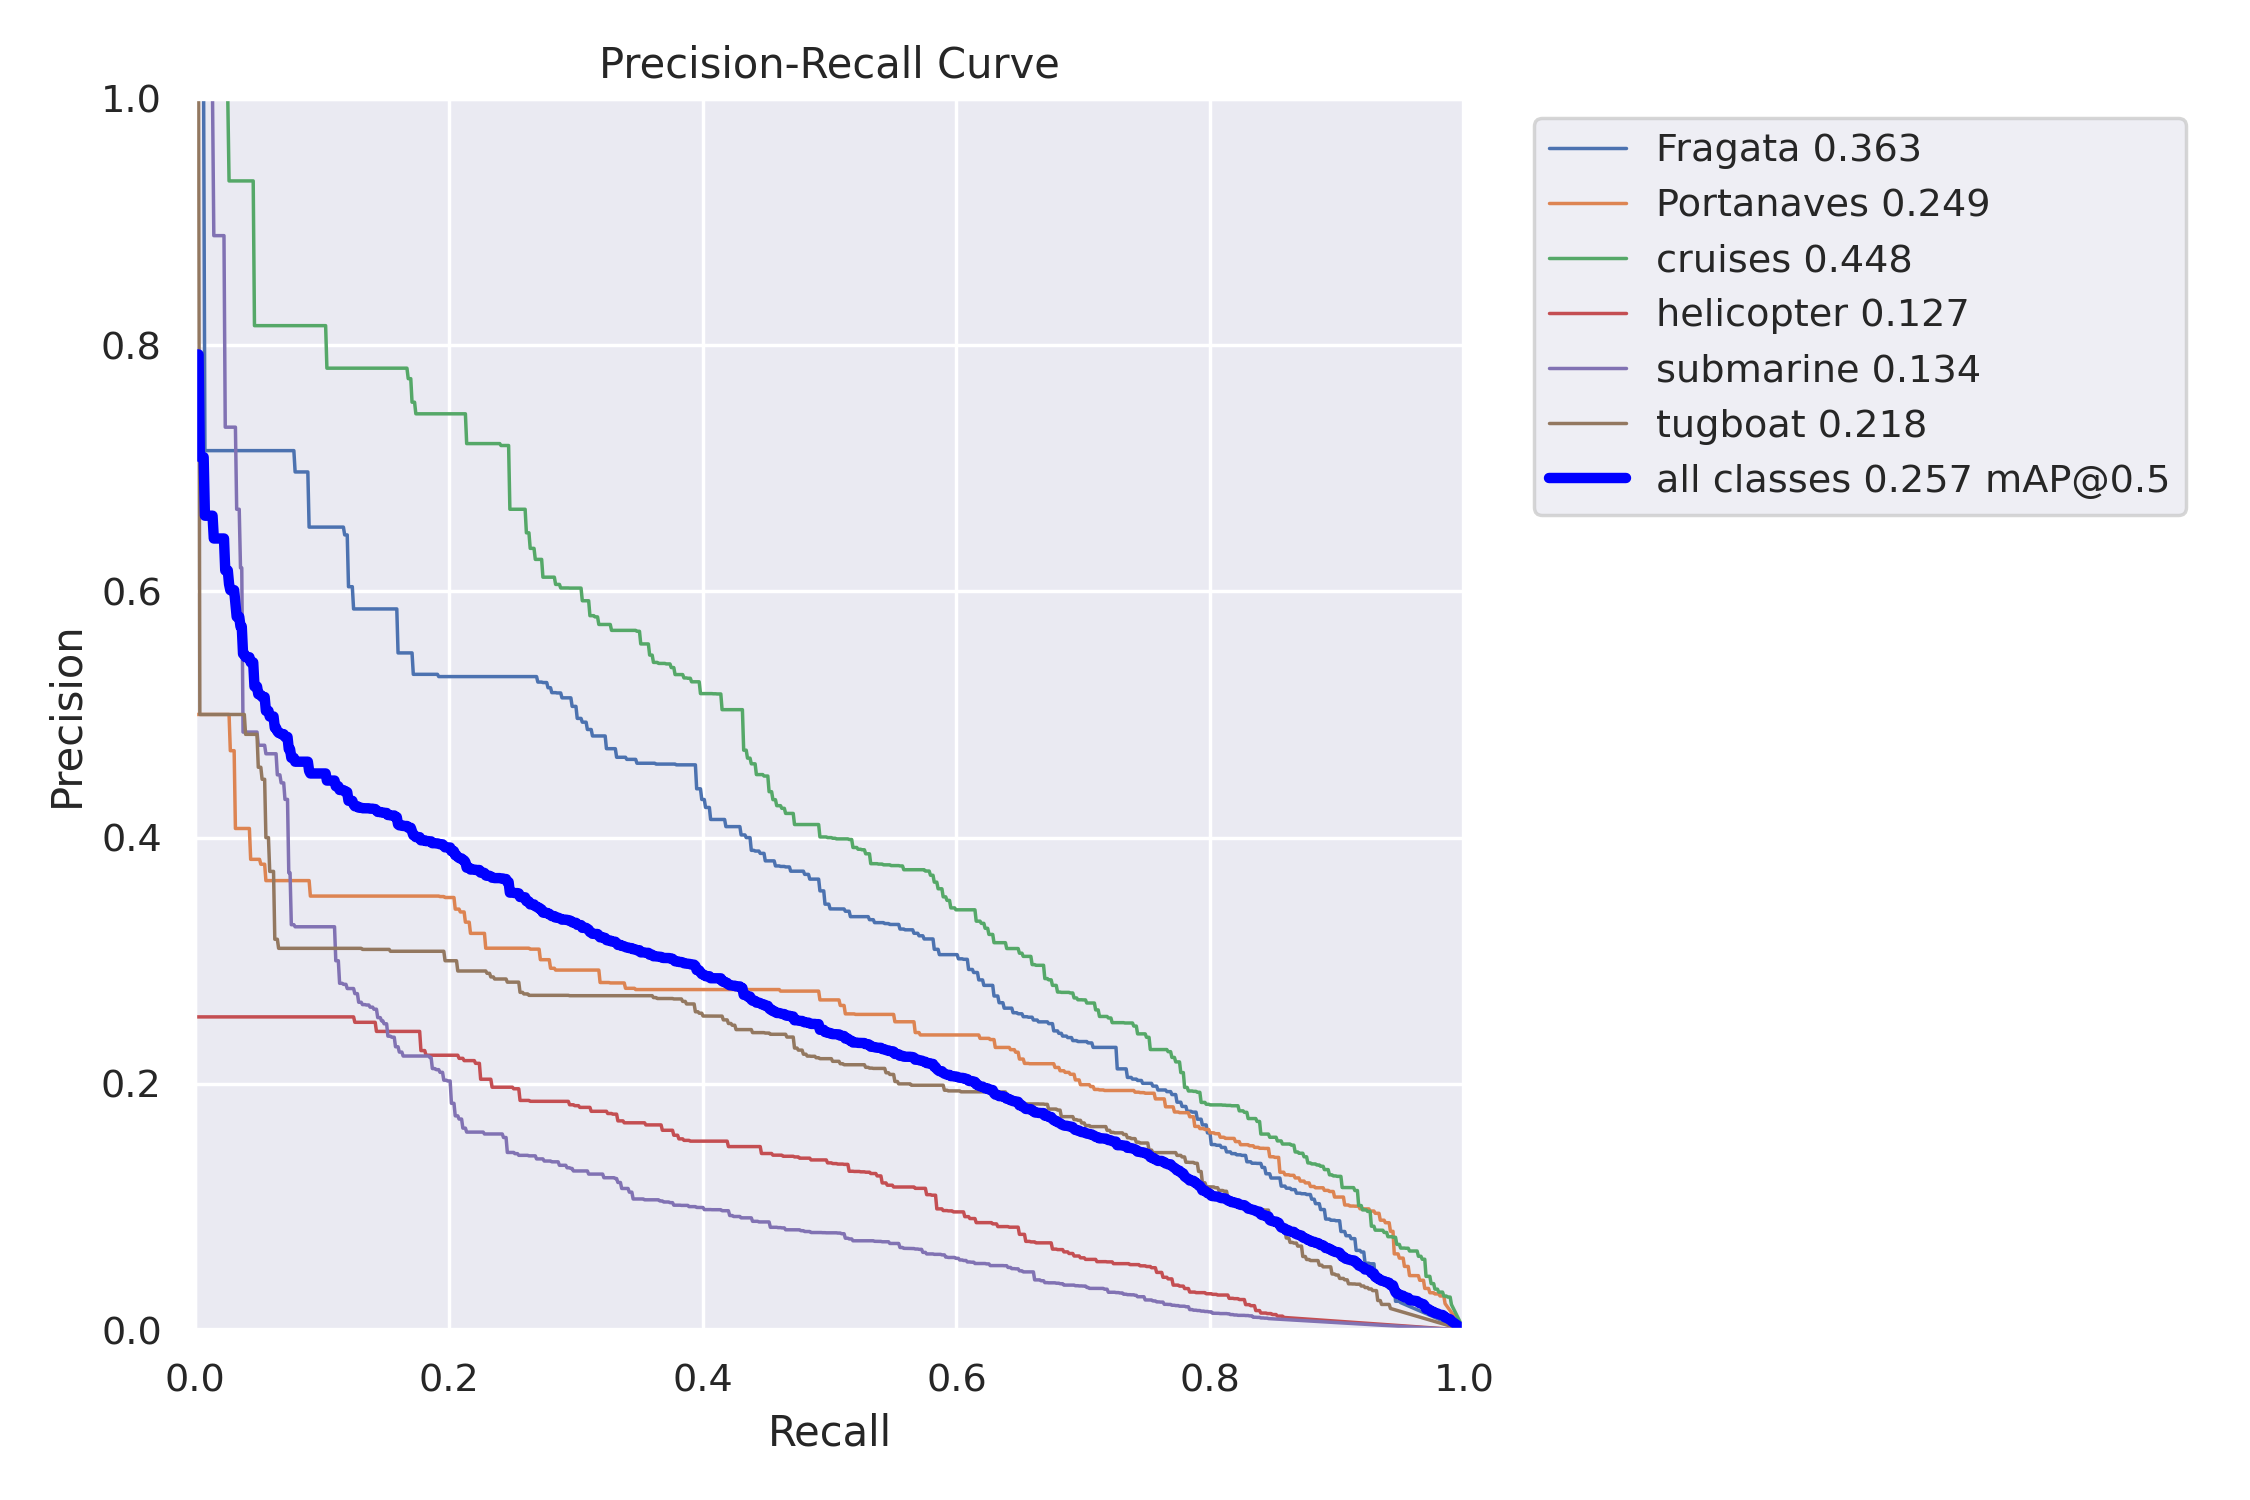 Precision-Recall Curve
1.0
0.8
0.6
0.4
0.2
0.0
Precision
0.0 0.2 0.4 0.6 0.8 1.0
Recall
Fragata 0.363
Portanaves 0.249
cruises 0.448
helicopter 0.127
submarine 0.134
tugboat 0.218
all classes 0.257 mAP@0.5